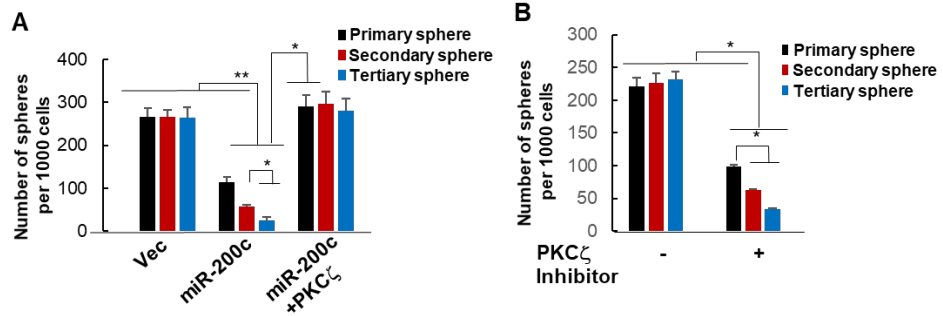 A
Number of spheres
per 1000 cells
400
300
200
100
0
**
*
*
Primary sphere
Secondary sphere
Tertiary sphere
Vec
miR-200c
miR-200c
+PKCζ
B
Number of spheres
per 1000 cells
300
250
200
150
100
50
0
*
*
Primary sphere
Secondary sphere
Tertiary sphere
PKCζ - +
Inhibitor